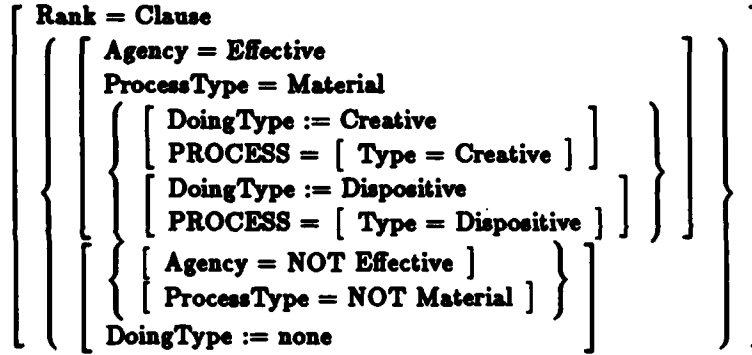 Rank = Clause
Agency = Effective
ProcessType = Material
DoingType := Creative
PROCESS = [ Type = Creative ]
DoingType := Dispositive
PROCESS = [ Type = Dispositive ]
[ Agency = NOT Effective ]
[ ProcessType = NOT Material ]
DoingType := none